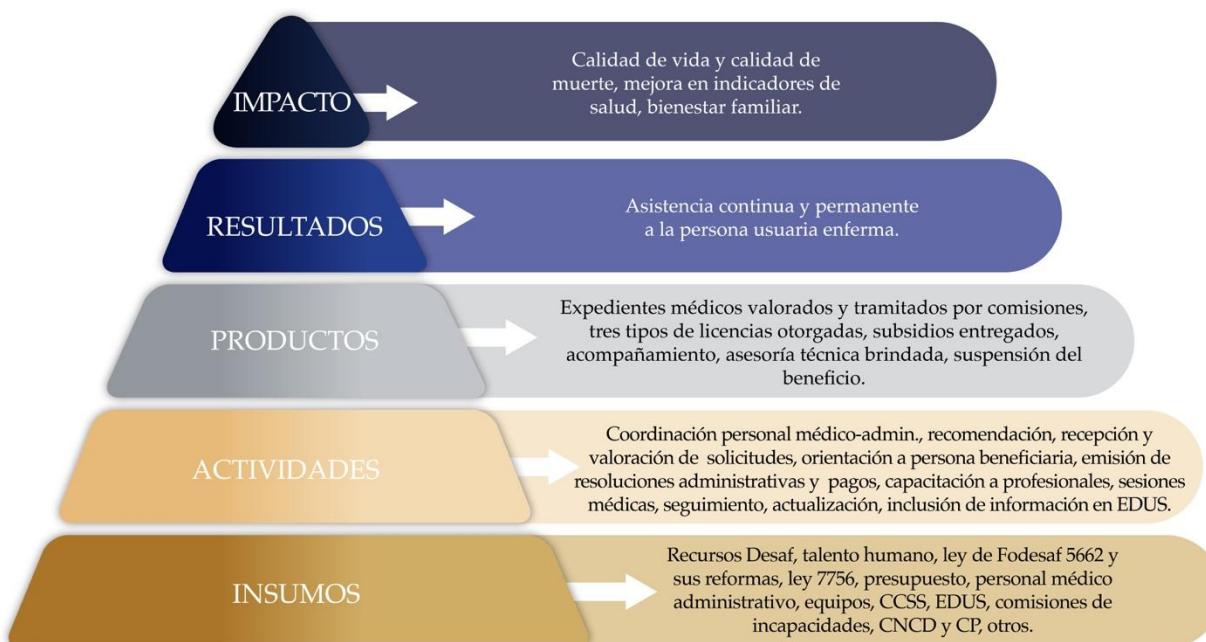 IMPACTO
Calidad de vida y calidad de
muerte, mejora en indicadores de
salud, bienestar familiar.
RESULTADOS
Asistencia continua y permanente
a la persona usuaria enferma.
PRODUCTOS
Expedientes médicos valorados y tramitados por comisiones,
tres tipos de licencias otorgadas, subsidios entregados,
acompañamiento, asesoría técnica brindada, suspensión del
beneficio.
ACTIVIDADES
Coordinación personal médico-admin., recomendación, recepción y
valoración de solicitudes, orientación a persona beneficiaria, emisión de
resoluciones administrativas y pagos, capacitación a profesionales, sesiones
médicas, seguimiento, actualización, inclusión de información en EDUS.
INSUMOS
Recursos Desaf, talento humano, ley de Fodesaf 5662 y
sus reformas, ley 7756, presupuesto, personal médico
administrativo, equipos, CCSS, EDUS, comisiones de
incapacidades, CNCD y CP, otros.